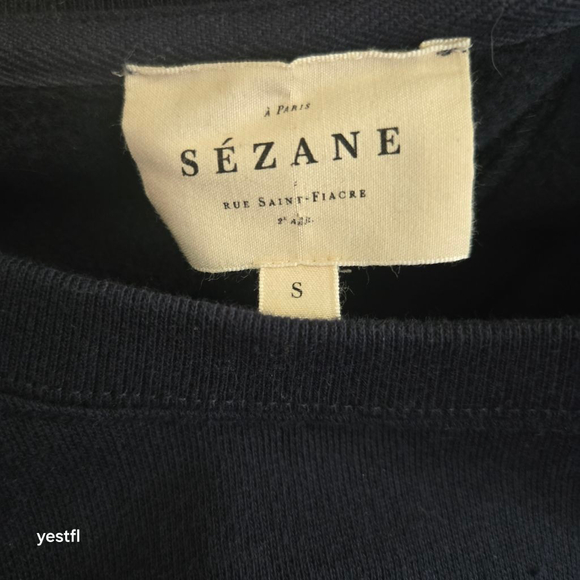 À PARIS
SÉZANE
RUE SAINT-FIACRE
2ᵉ ARR.
S
yestfl